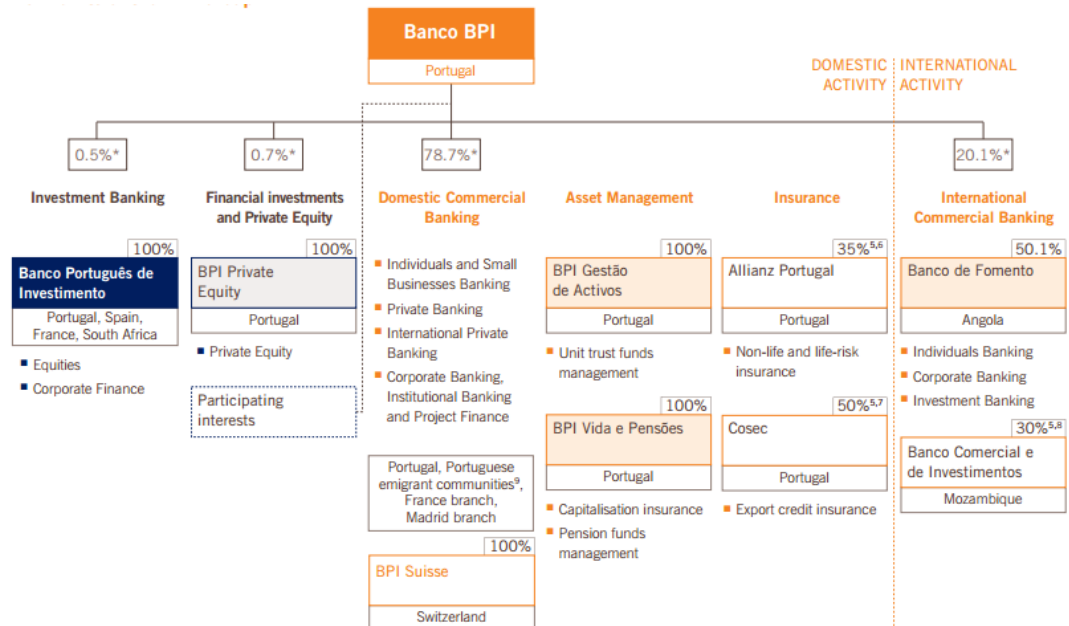 Banco BPI
Portugal
DOMESTIC
ACTIVITY
INTERNATIONAL
ACTIVITY
0.5%*
0.7%*
78.7%*
20.1%*
Investment Banking
100%
Banco Português de
Investimento
Portugal, Spain,
France, South Africa
■ Equities
■ Corporate Finance
Financial investments
and Private Equity
100%
BPI Private
Equity
Portugal
■ Private Equity
Participating
interests
Domestic Commercial
Banking
■ Individuals and Small
Businesses Banking
■ Private Banking
■ International Private
Banking
■ Corporate Banking,
Institutional Banking
and Project Finance
Portugal, Portuguese
emigrant communities⁹,
France branch,
Madrid branch
100%
BPI Suisse
Switzerland
Asset Management
100%
BPI Gestão
de Activos
Portugal
■ Unit trust funds
management
100%
BPI Vida e Pensões
Portugal
■ Capitalisation insurance
■ Pension funds
management
Insurance
35%⁵,⁶
Allianz Portugal
Portugal
■ Non-life and life-risk
insurance
50%⁵,⁷
Cosec
Portugal
■ Export credit insurance
International
Commercial Banking
50.1%
Banco de Fomento
Angola
■ Individuals Banking
■ Corporate Banking
■ Investment Banking
30%⁵,⁸
Banco Comercial e
de Investimentos
Mozambique